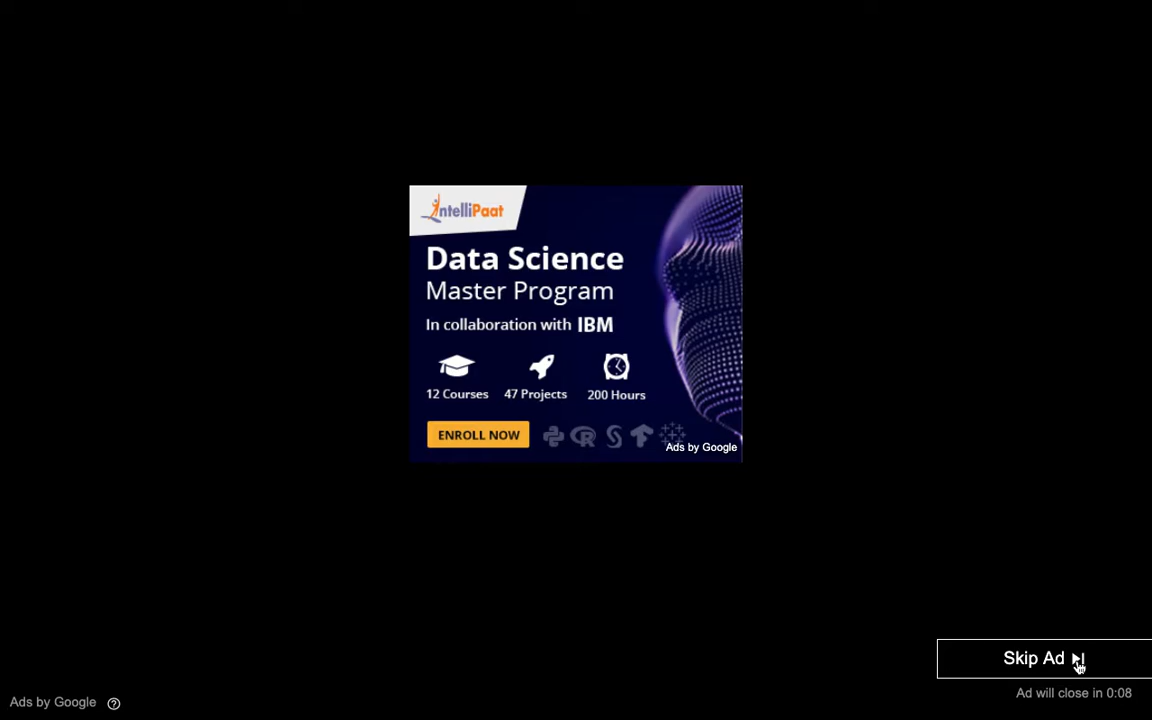 IntelliPaat
Data Science
Master Program
In collaboration with IBM
12 Courses 47 Projects 200 Hours
ENROLL NOW
Ads by Google
Skip Ad
Ad will close in 0:08
Ads by Google